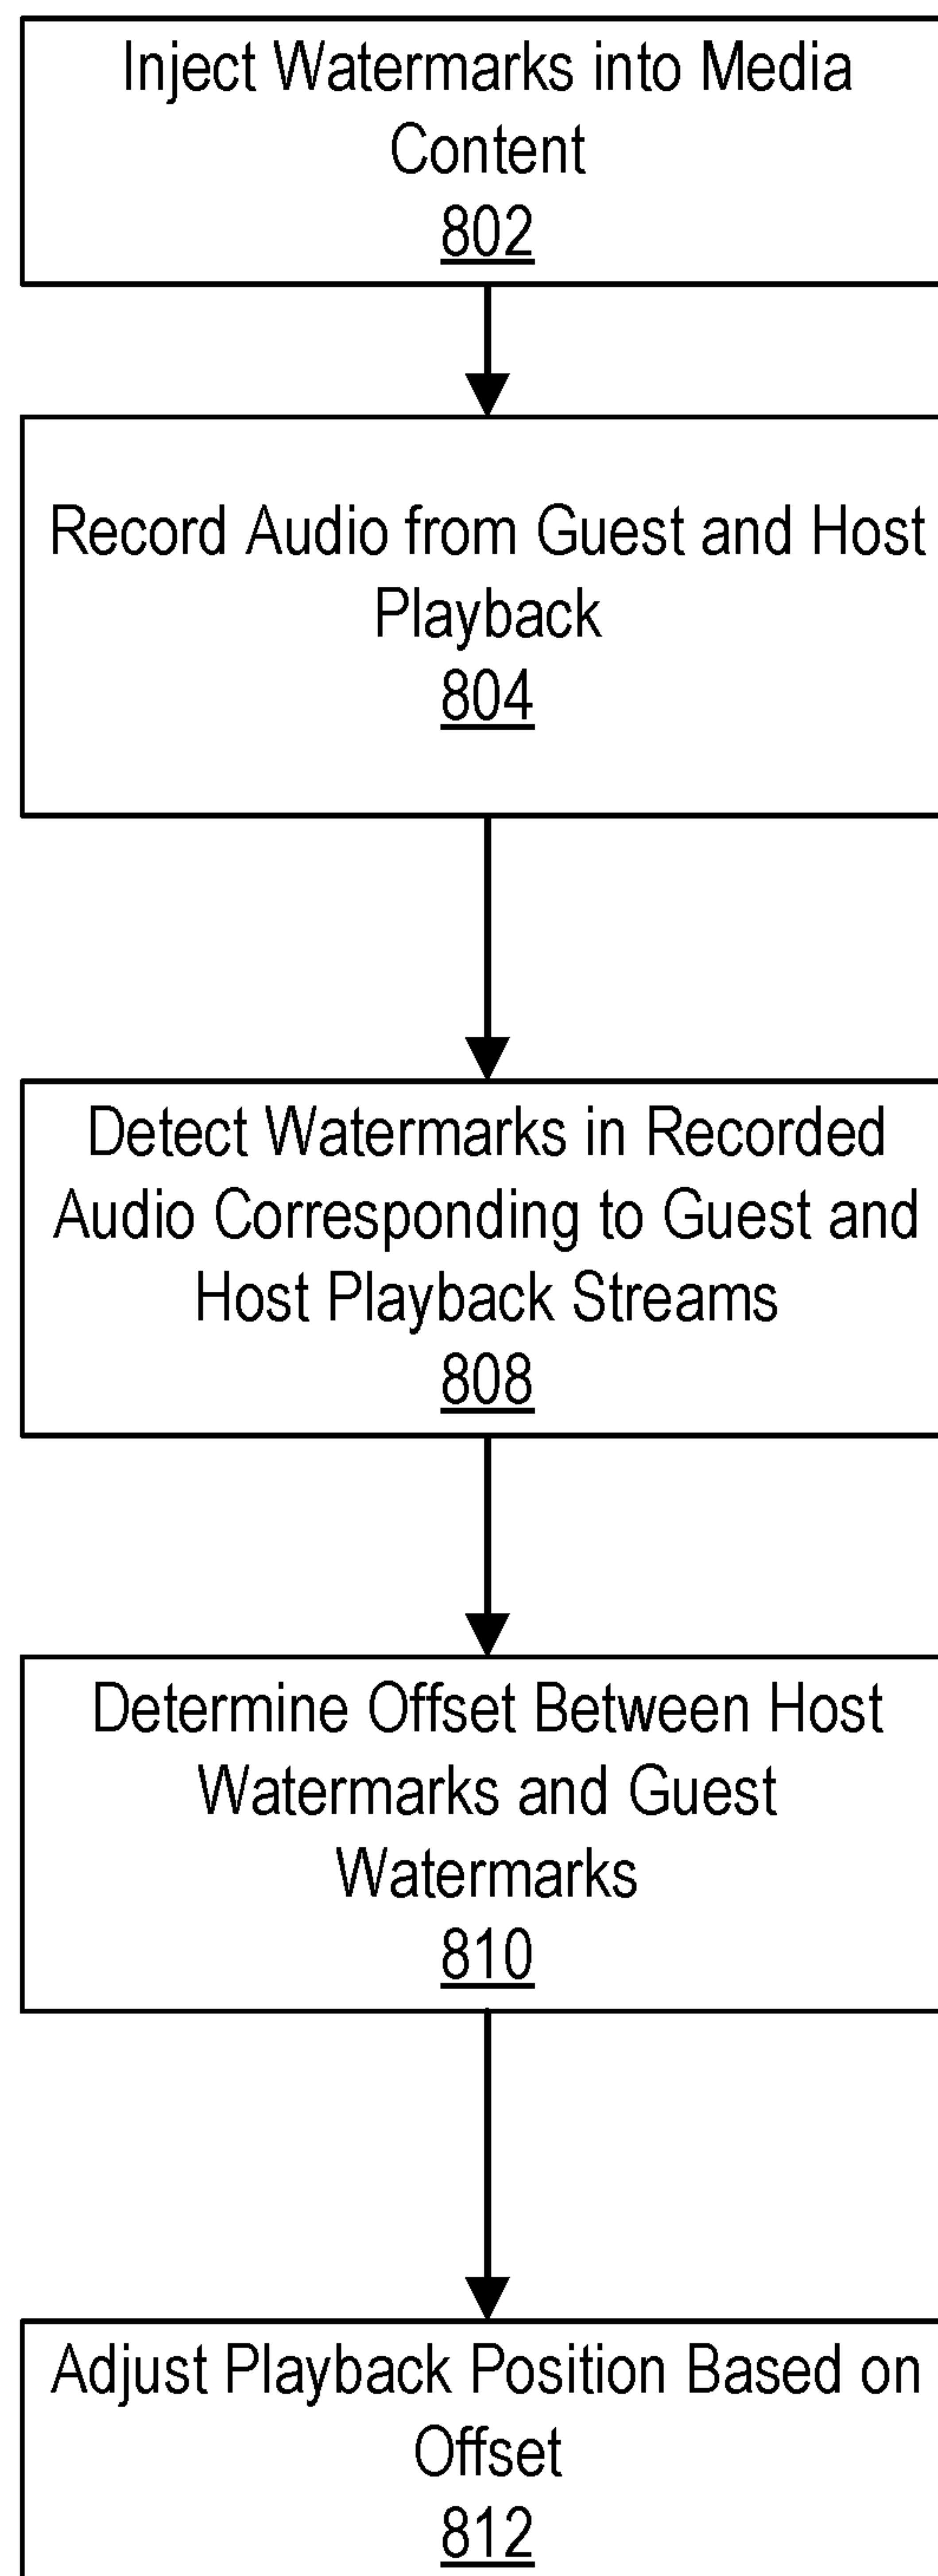 Inject Watermarks into Media
Content
802
Record Audio from Guest and Host
Playback
804
Detect Watermarks in Recorded
Audio Corresponding to Guest and
Host Playback Streams
808
Determine Offset Between Host
Watermarks and Guest
Watermarks
810
Adjust Playback Position Based on
Offset
812